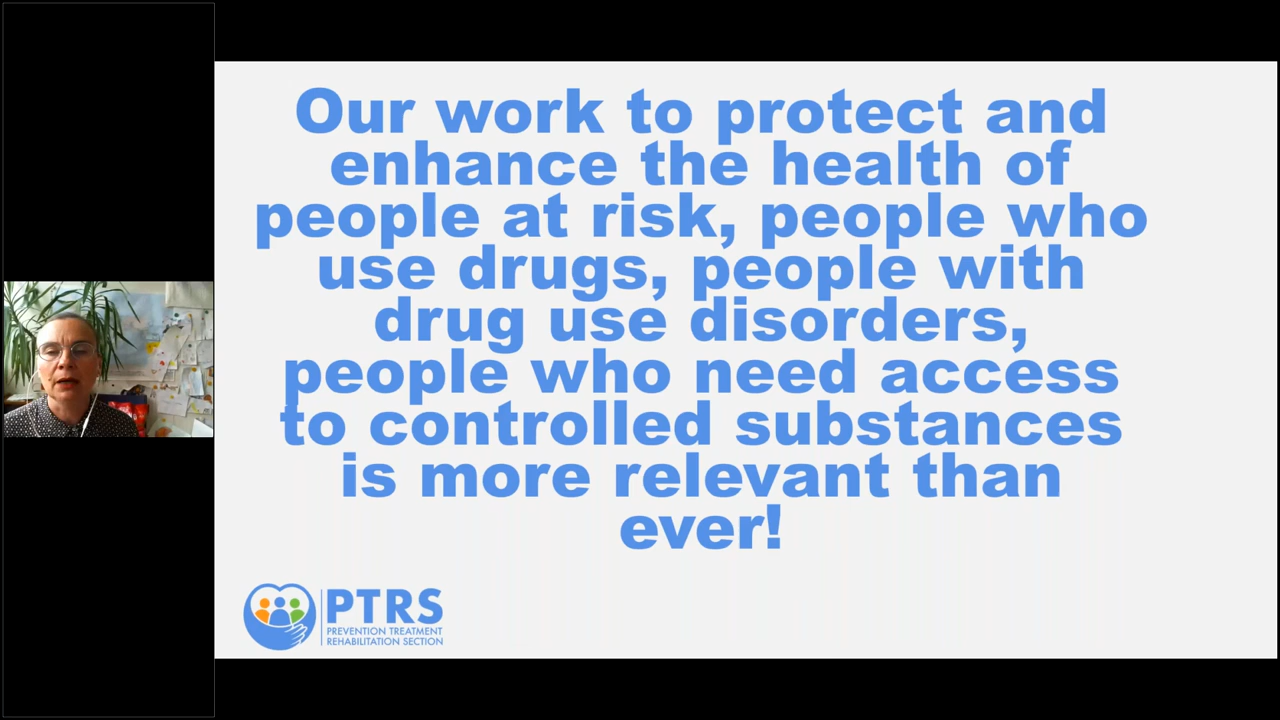 Our work to protect and
enhance the health of
people at risk, people who
use drugs, people with
drug use disorders,
people who need access
to controlled substances
is more relevant than
ever!
PTRS
PREVENTION TREATMENT
REHABILITATION SECTION